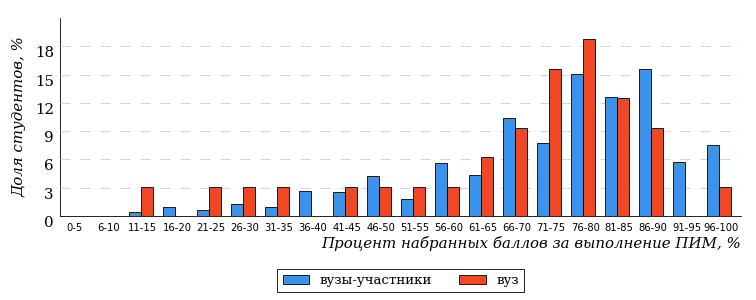 Доля студентов, %
18
15
12
9
6
3
0
0-5 6-10 11-15 16-20 21-25 26-30 31-35 36-40 41-45 46-50 51-55 56-60 61-65 66-70 71-75 76-80 81-85 86-90 91-95 96-100
Процент набранных баллов за выполнение ПИМ, %
вузы-участники вуз